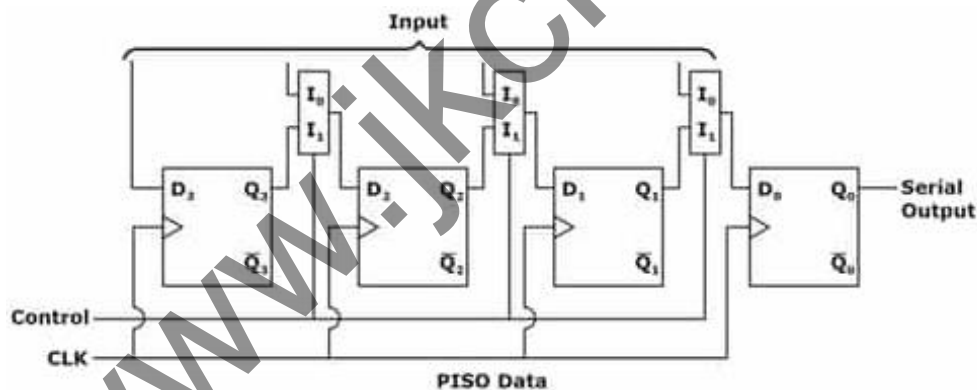 Input
I₀ I₀ I₀
I₁ I₁ I₁
D₃ Q₃ D₂ Q₂ D₁ Q₁ D₀ Q₀ Serial
Output
Q̅₃ Q̅₂ Q̅₁ Q̅₀
Control
CLK
PISO Data